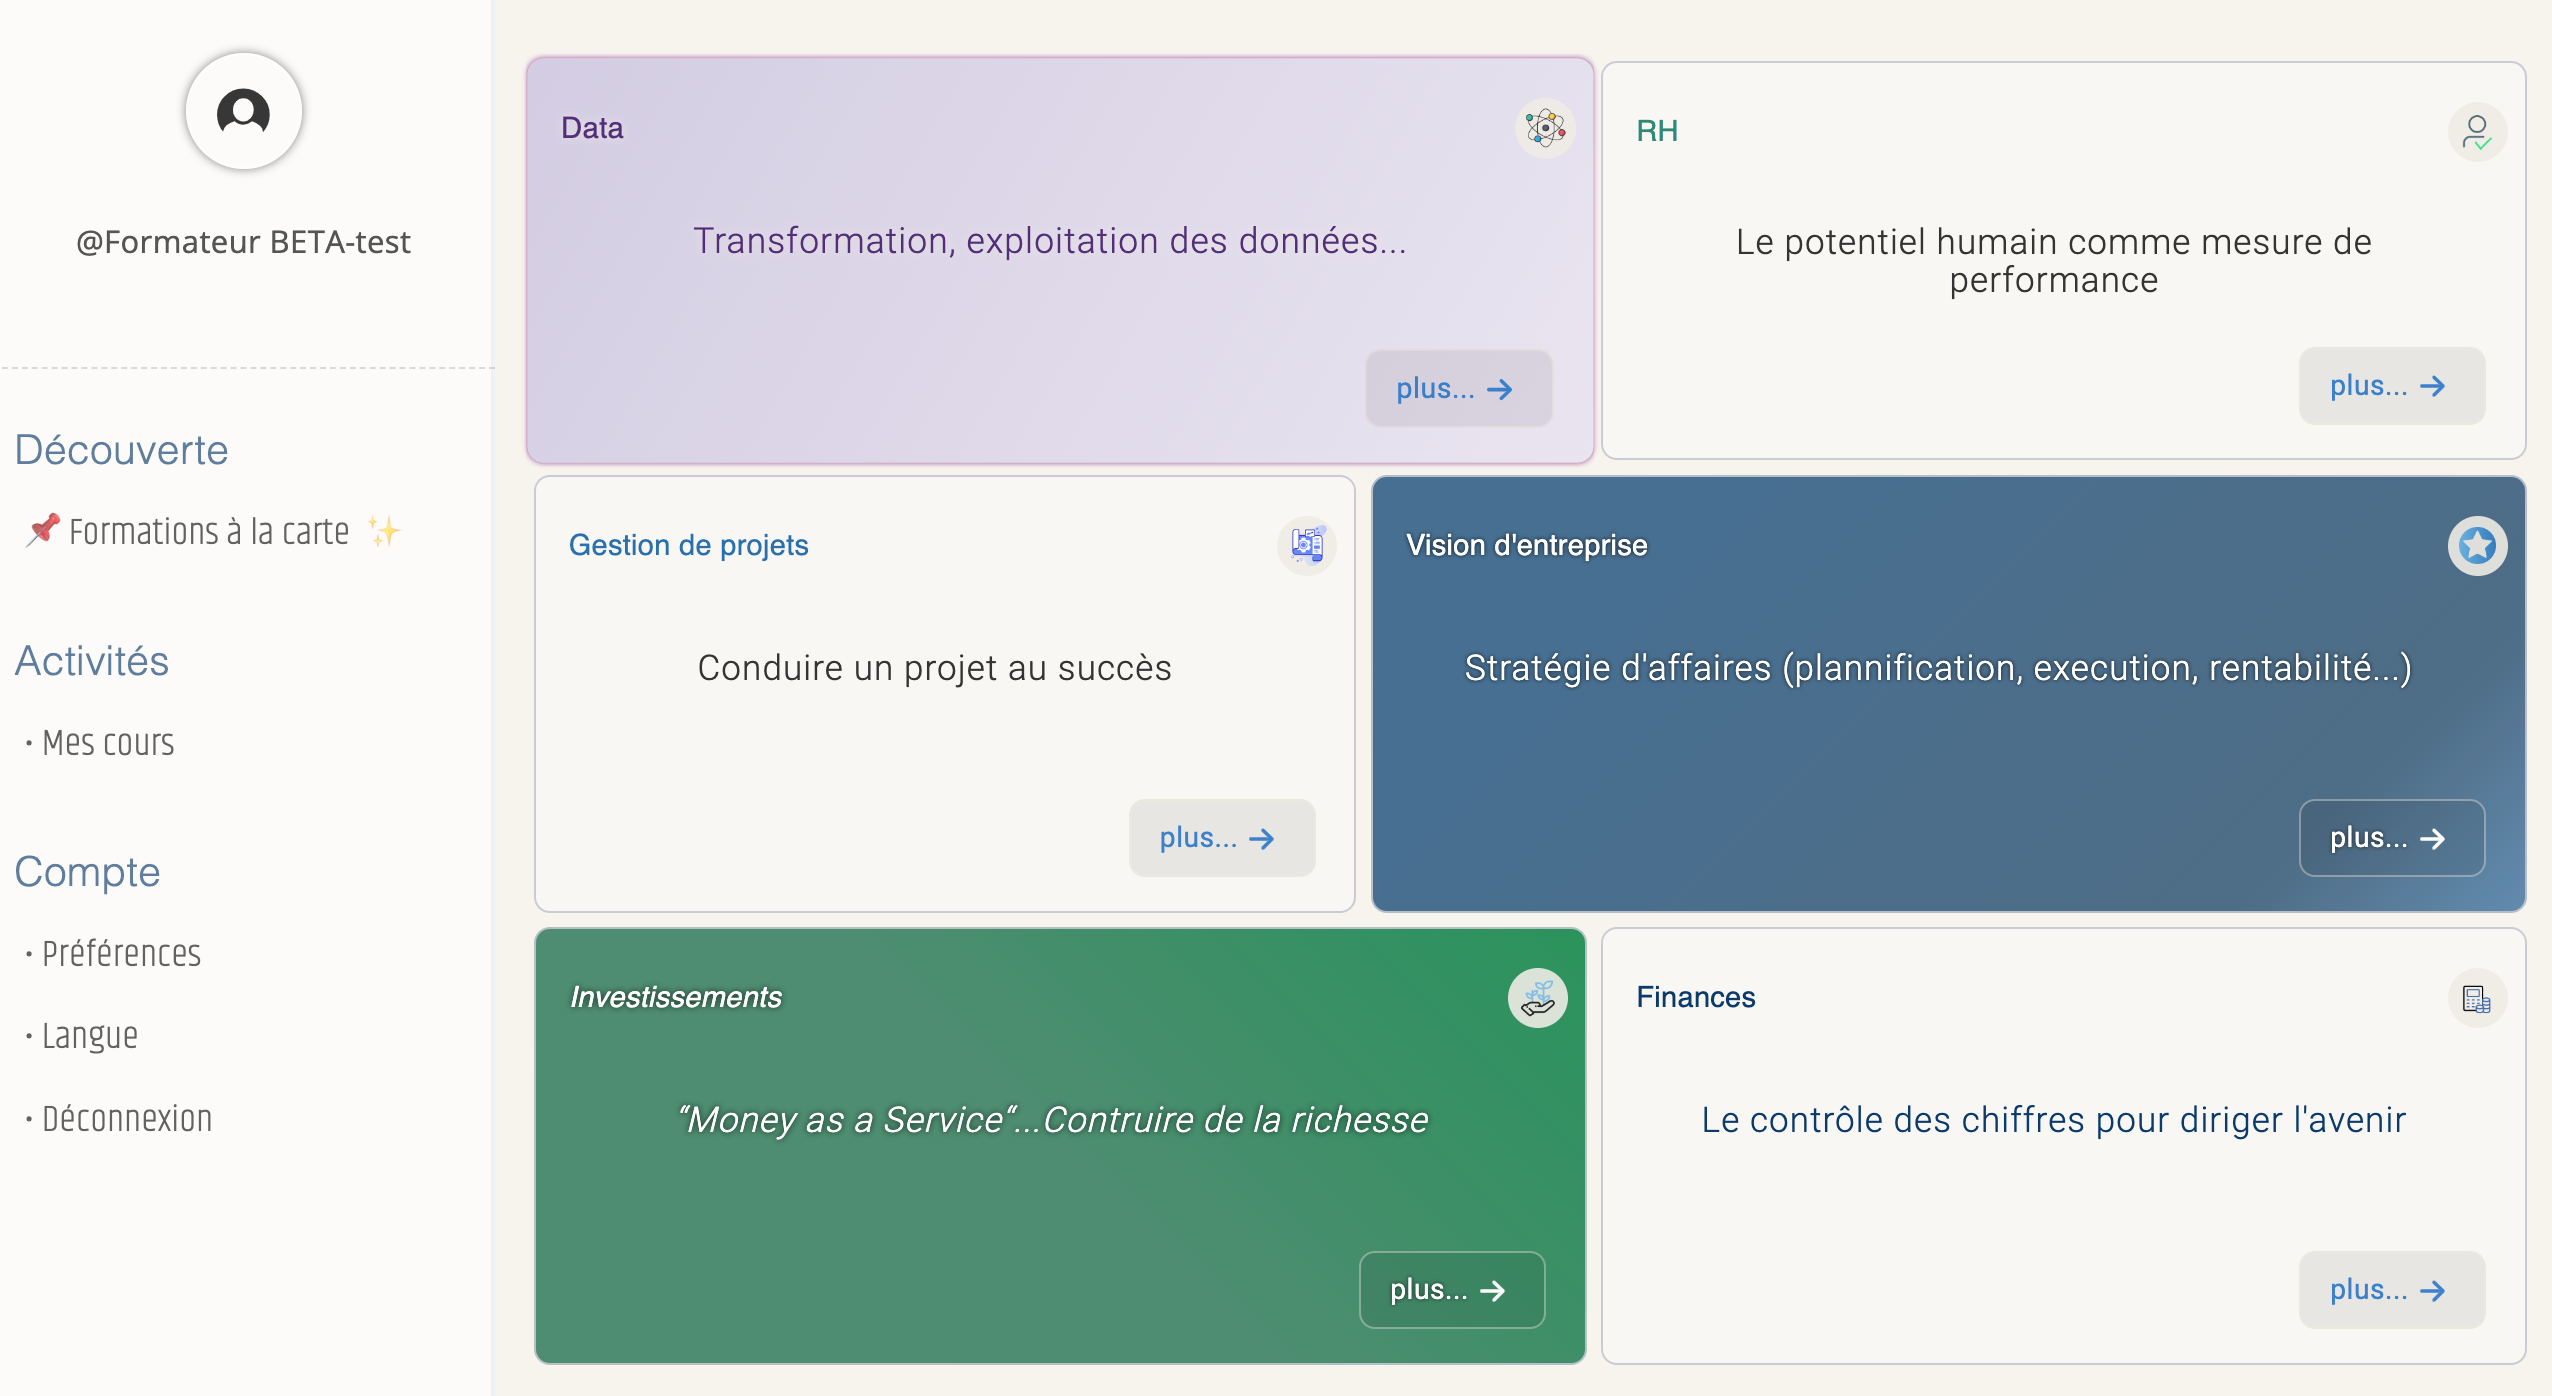 @Formateur BETA-test
Découverte
📌 Formations à la carte ✨
Activités
· Mes cours
Compte
· Préférences
· Langue
· Déconnexion
Data
Transformation, exploitation des données...
plus... →
RH
Le potentiel humain comme mesure de
performance
plus... →
Gestion de projets
Conduire un projet au succès
plus... →
Vision d'entreprise
Stratégie d'affaires (plannification, execution, rentabilité...)
plus... →
Investissements
“Money as a Service“...Contruire de la richesse
plus... →
Finances
Le contrôle des chiffres pour diriger l'avenir
plus... →